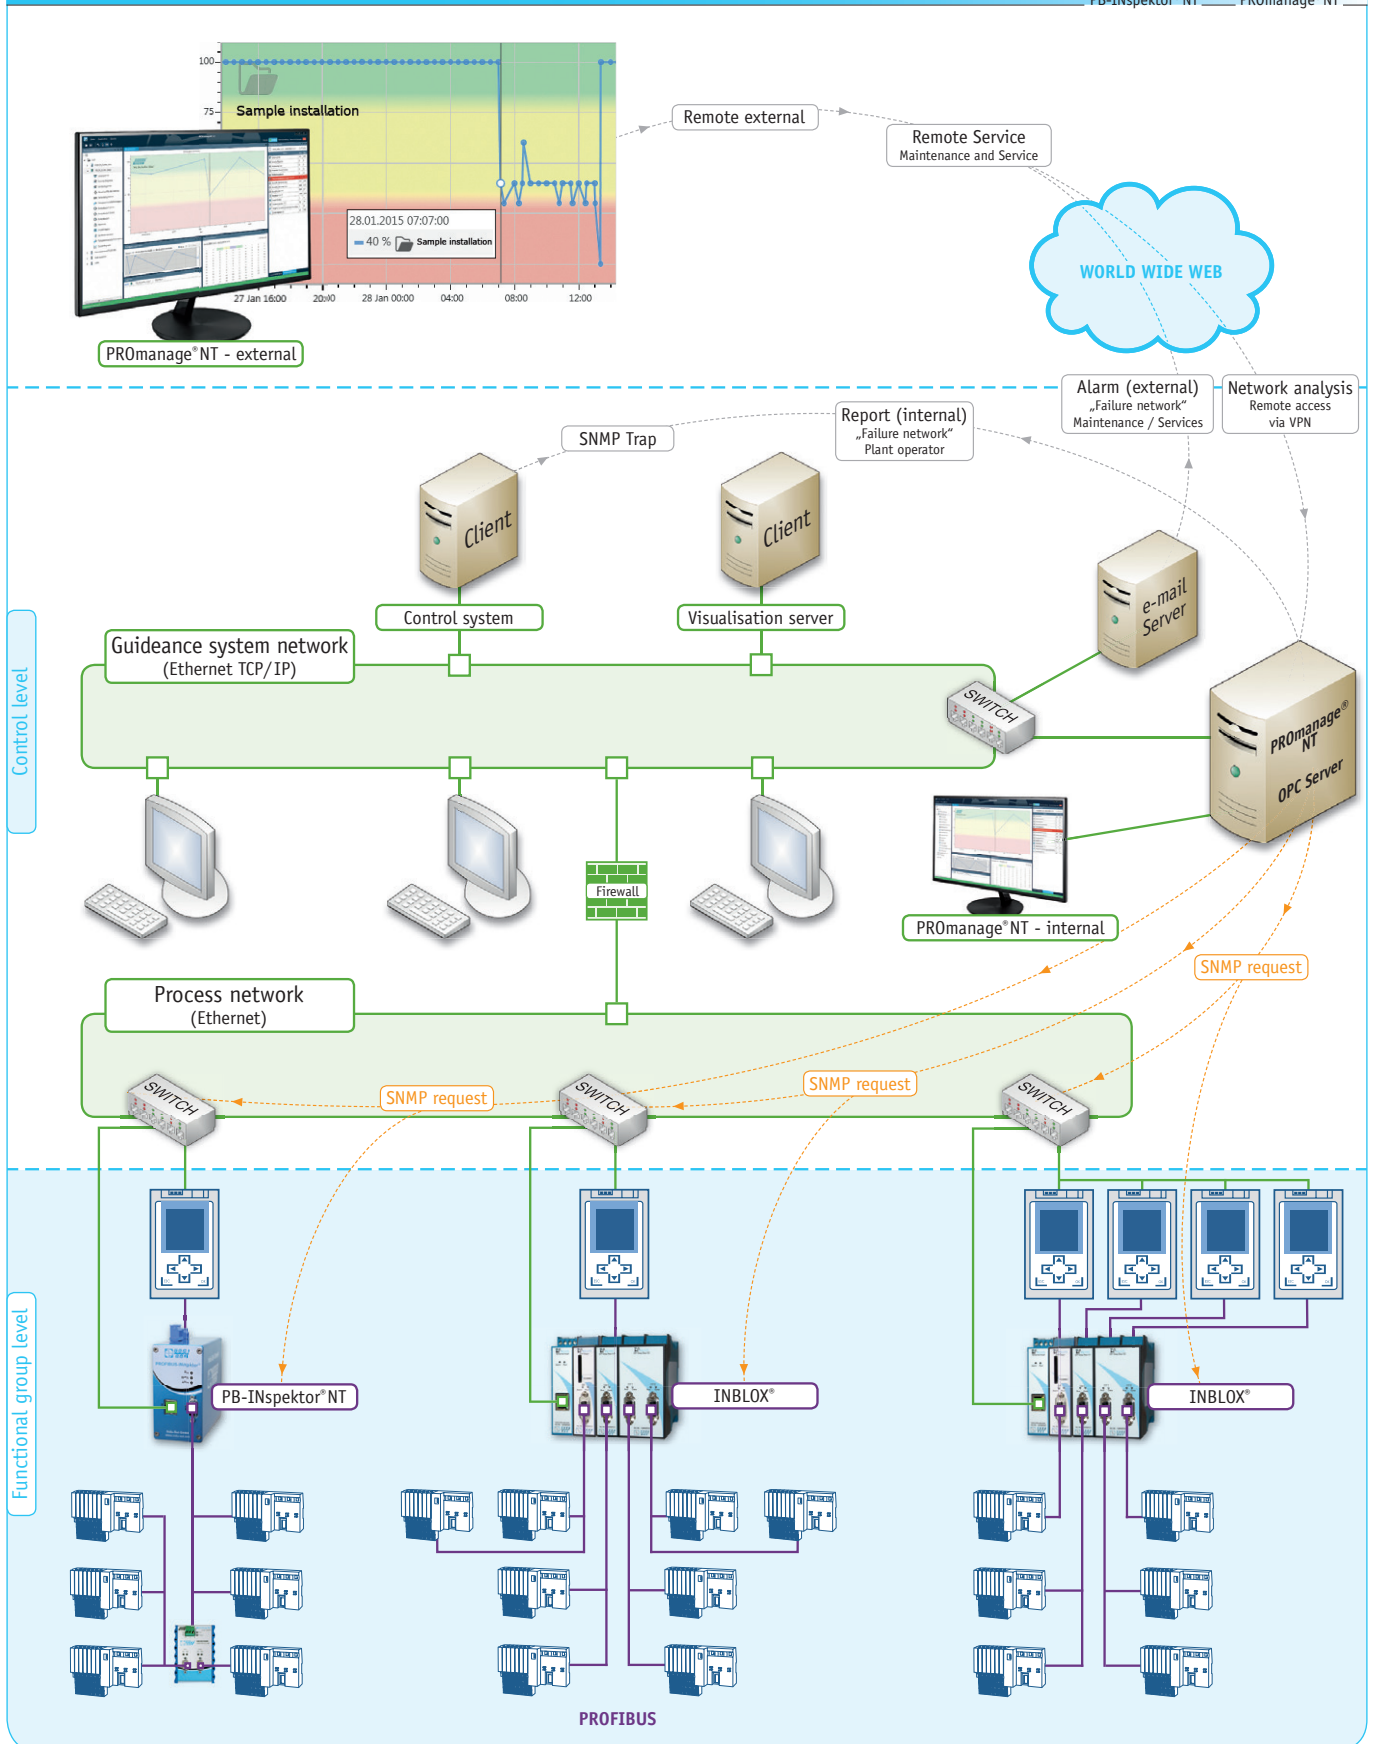 PB-INspektor®NT
PROmanage®NT
100
75
Sample installation
28.01.2015 07:07:00
40 % Sample installation
27 Jan 16:00
20:00
28 Jan 00:00
04:00
08:00
12:00
PROmanage®NT - external
Remote external
Remote Service
Maintenance and Service
WORLD WIDE WEB
Alarm (external)
„Failure network“
Maintenance / Services
Network analysis
Remote access
via VPN
Report (internal)
„Failure network“
Plant operator
SNMP Trap
Client
Client
Control system
Visualisation server
e-mail
Server
Guideance system network
(Ethernet TCP/IP)
SWITCH
PROmanage®
NT
OPC Server
Control level
Firewall
PROmanage®NT - internal
SNMP request
Process network
(Ethernet)
SWITCH
SWITCH
SWITCH
SNMP request
SNMP request
Functional group level
PB-INspektor®NT
INBLOX®
INBLOX®
PROFIBUS